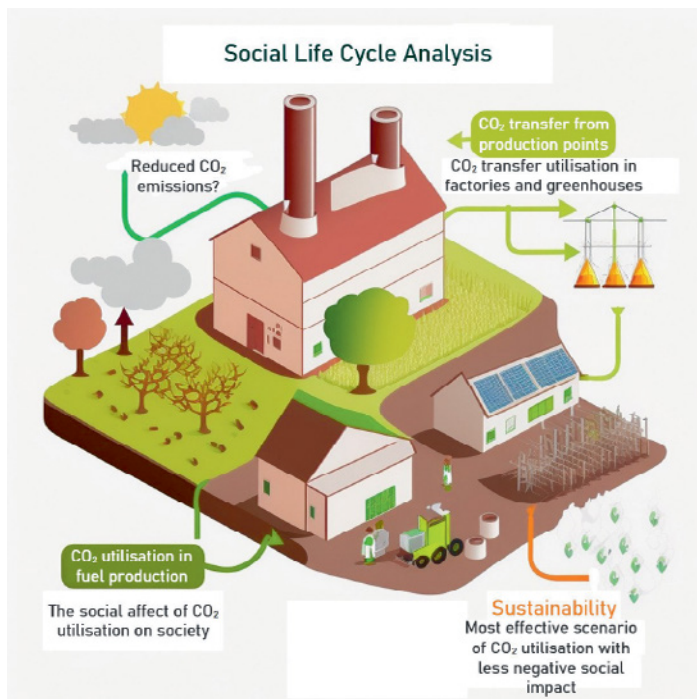 Social Life Cycle Analysis
CO₂ transfer from
production points
Reduced CO₂
emissions?
CO₂ transfer utilisation in
factories and greenhouses
CO₂ utilisation in
fuel production
The social affect of CO₂
utilisation on society
Sustainability
Most effective scenario
of CO₂ utilisation with
less negative social
impact